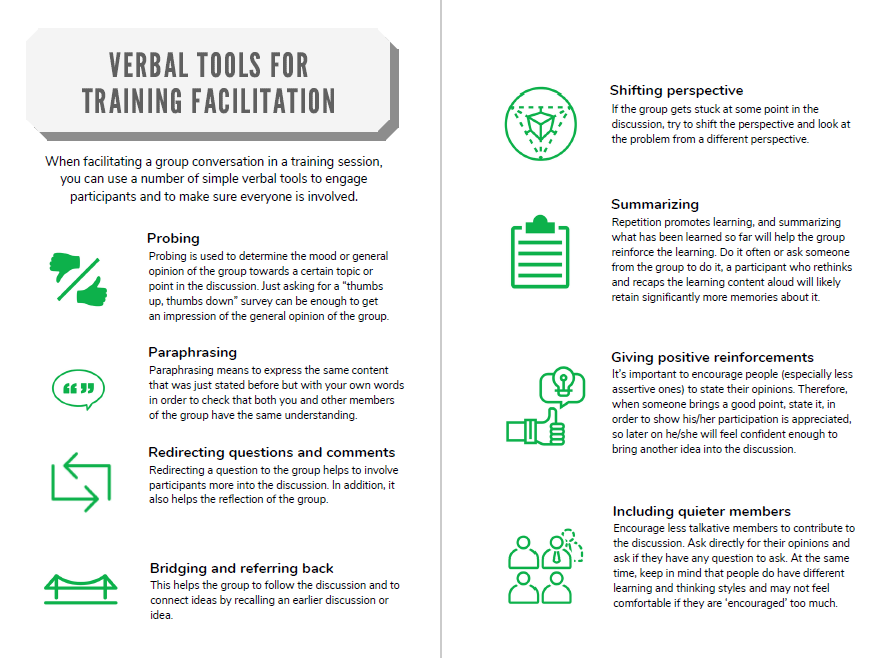 VERBAL TOOLS FOR
TRAINING FACILITATION
When facilitating a group conversation in a training session,
you can use a number of simple verbal tools to engage
participants and to make sure everyone is involved.
Probing
Probing is used to determine the mood or general
opinion of the group towards a certain topic or
point in the discussion. Just asking for a “thumbs
up, thumbs down” survey can be enough to get
an impression of the general opinion of the group.
Paraphrasing
Paraphrasing means to express the same content
that was just stated before but with your own words
in order to check that both you and other members
of the group have the same understanding.
Redirecting questions and comments
Redirecting a question to the group helps to involve
participants more into the discussion. In addition, it
also helps the reflection of the group.
Bridging and referring back
This helps the group to follow the discussion and to
connect ideas by recalling an earlier discussion or
idea.
Shifting perspective
If the group gets stuck at some point in the
discussion, try to shift the perspective and look at
the problem from a different perspective.
Summarizing
Repetition promotes learning, and summarizing
what has been learned so far will help the group
reinforce the learning. Do it often or ask someone
from the group to do it, a participant who rethinks
and recaps the learning content aloud will likely
retain significantly more memories about it.
Giving positive reinforcements
It’s important to encourage people (especially less
assertive ones) to state their opinions. Therefore,
when someone brings a good point, state it, in
order to show his/her participation is appreciated,
so later on he/she will feel confident enough to
bring another idea into the discussion.
Including quieter members
Encourage less talkative members to contribute to
the discussion. Ask directly for their opinions and
ask if they have any question to ask. At the same
time, keep in mind that people do have different
learning and thinking styles and may not feel
comfortable if they are ‘encouraged’ too much.